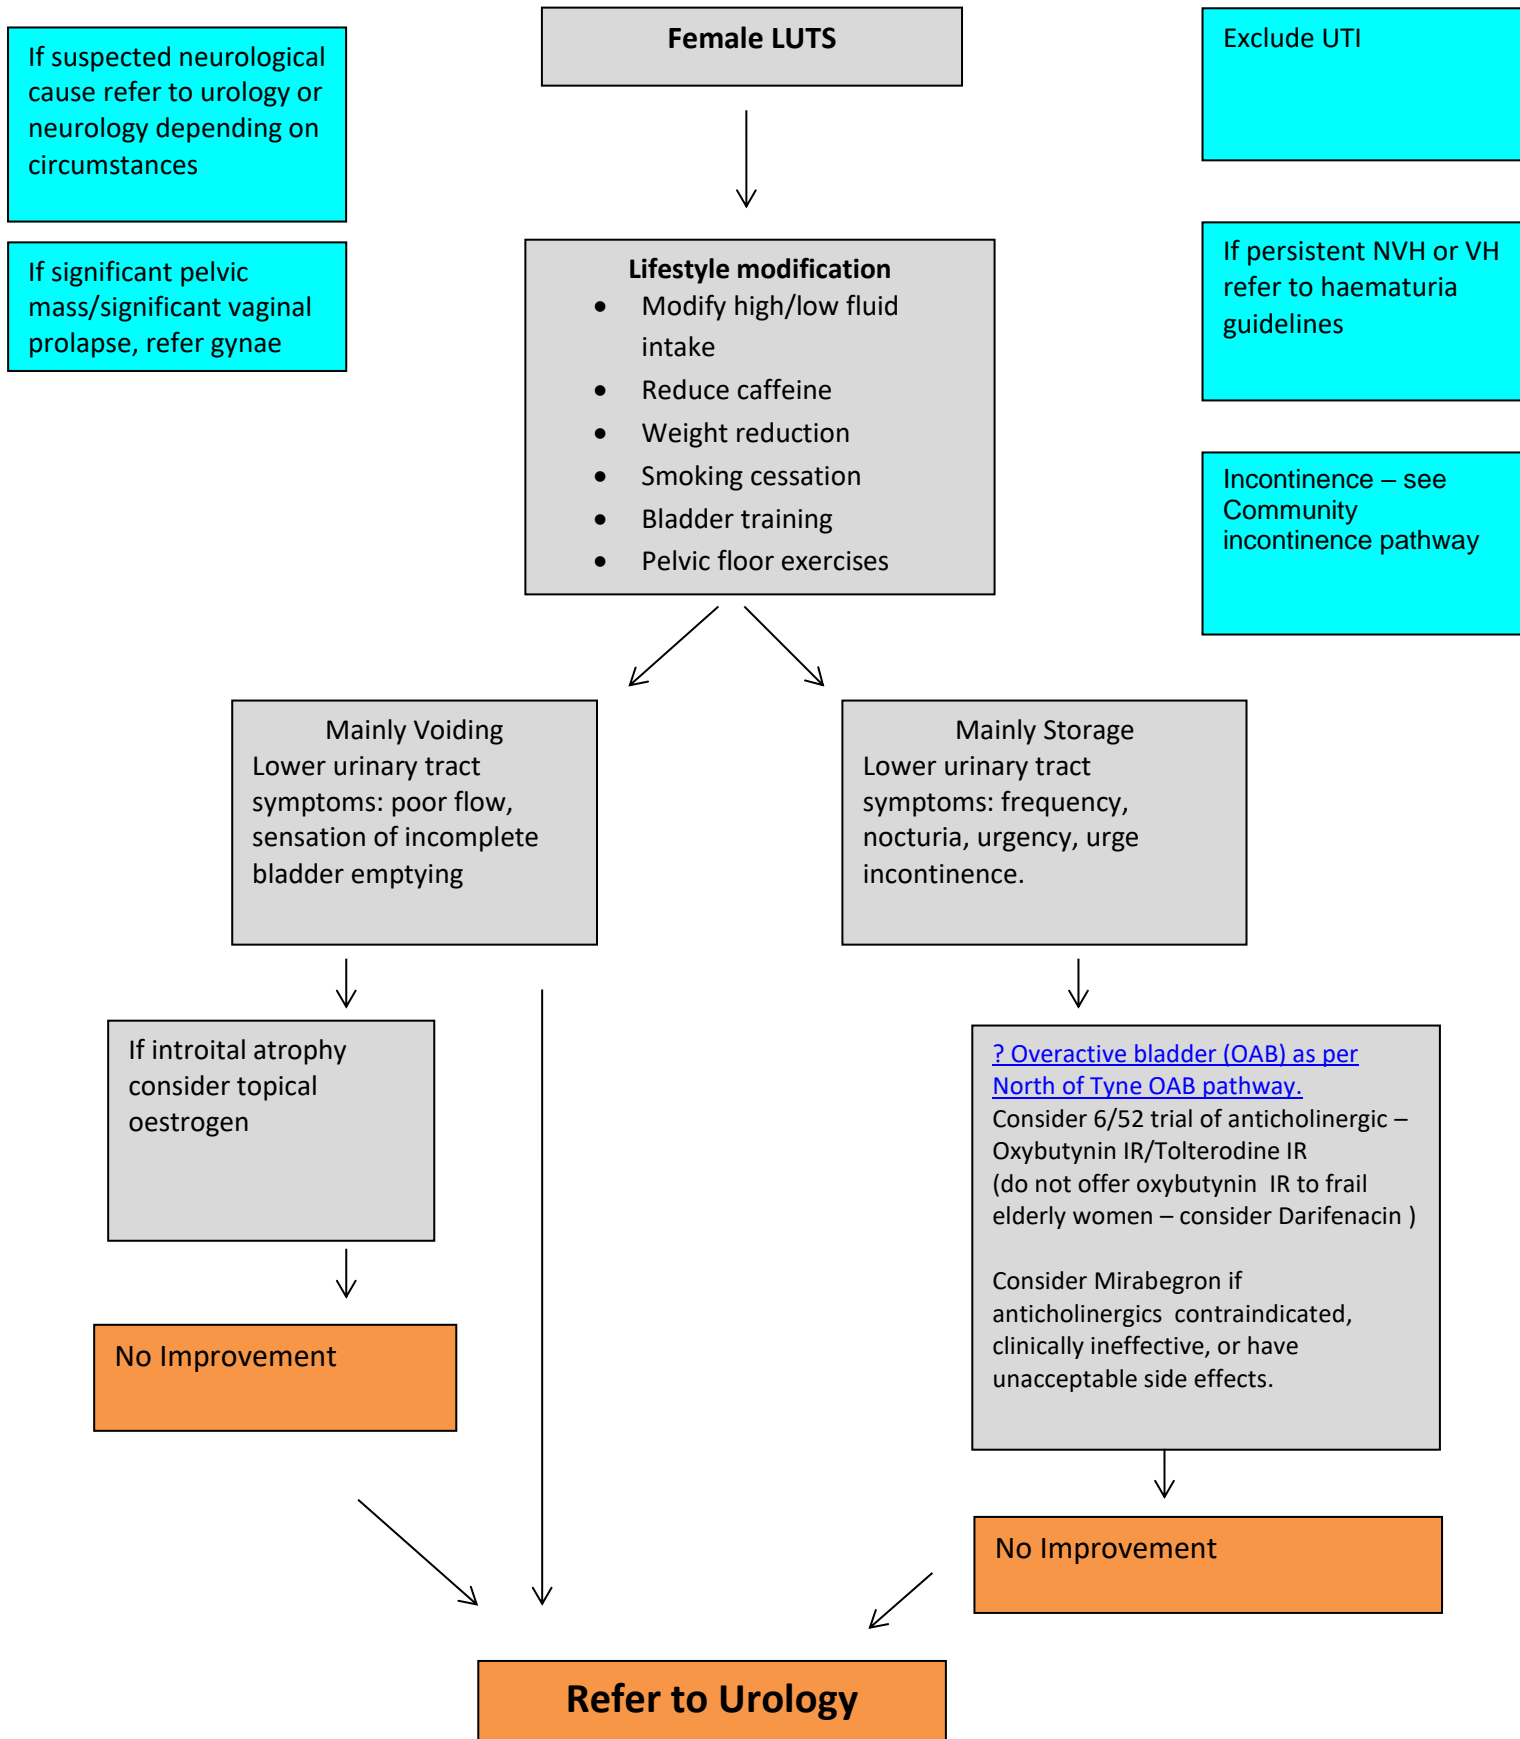 Female LUTS
If suspected neurological
cause refer to urology or
neurology depending on
circumstances
Exclude UTI
If significant pelvic
mass/significant vaginal
prolapse, refer gynae
Lifestyle modification
• Modify high/low fluid
intake
• Reduce caffeine
• Weight reduction
• Smoking cessation
• Bladder training
• Pelvic floor exercises
If persistent NVH or VH
refer to haematuria
guidelines
Incontinence – see
Community
incontinence pathway
Mainly Voiding
Lower urinary tract
symptoms: poor flow,
sensation of incomplete
bladder emptying
Mainly Storage
Lower urinary tract
symptoms: frequency,
nocturia, urgency, urge
incontinence.
If introital atrophy
consider topical
oestrogen
? Overactive bladder (OAB) as per
North of Tyne OAB pathway.
Consider 6/52 trial of anticholinergic –
Oxybutynin IR/Tolterodine IR
(do not offer oxybutynin  IR to frail
elderly women – consider Darifenacin )
Consider Mirabegron if
anticholinergics  contraindicated,
clinically ineffective, or have
unacceptable side effects.
No Improvement
No Improvement
Refer to Urology